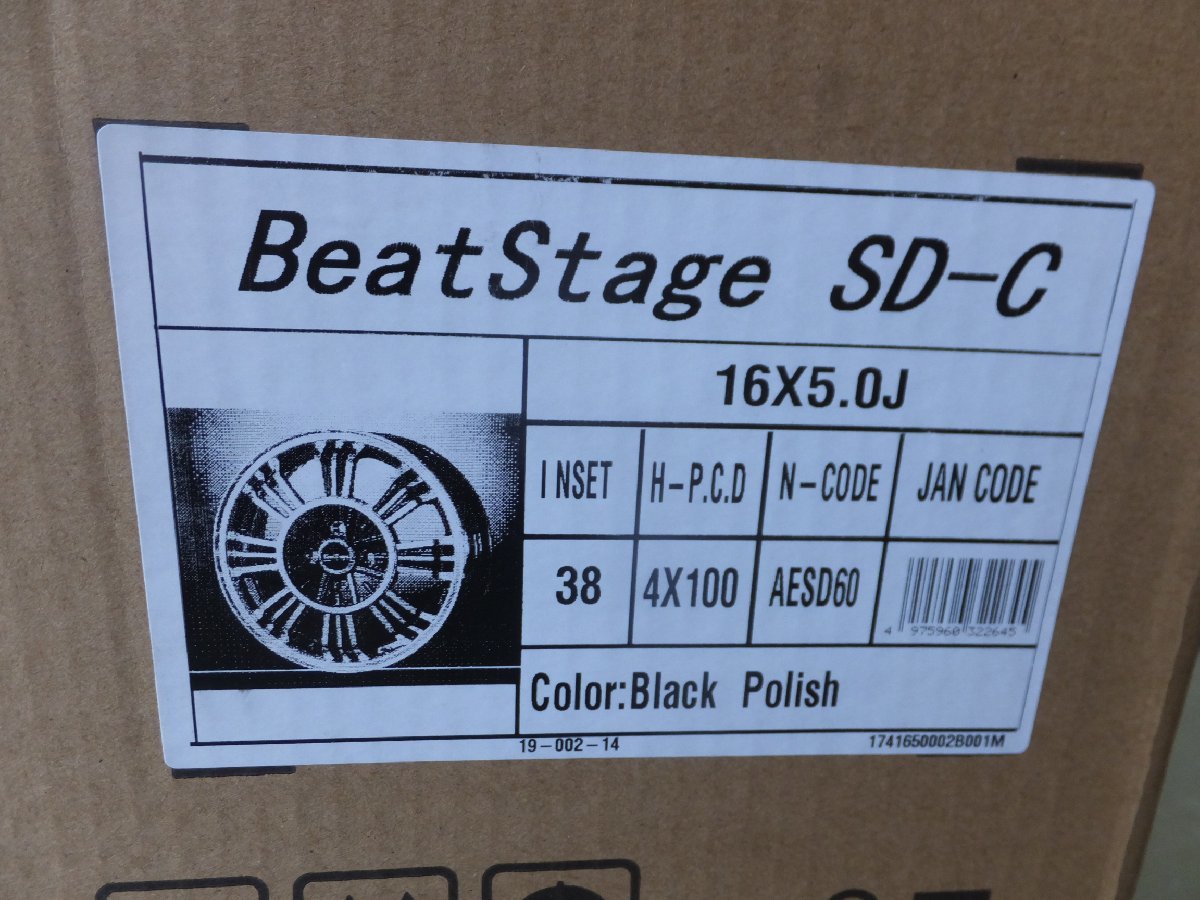 BeatStage SD-C
16X5.0J
INSET H-P.C.D N-CODE JAN CODE
38 4X100 AESD60
4 975960 322645
Color:Black Polish
19-002-14 1741650002B001M